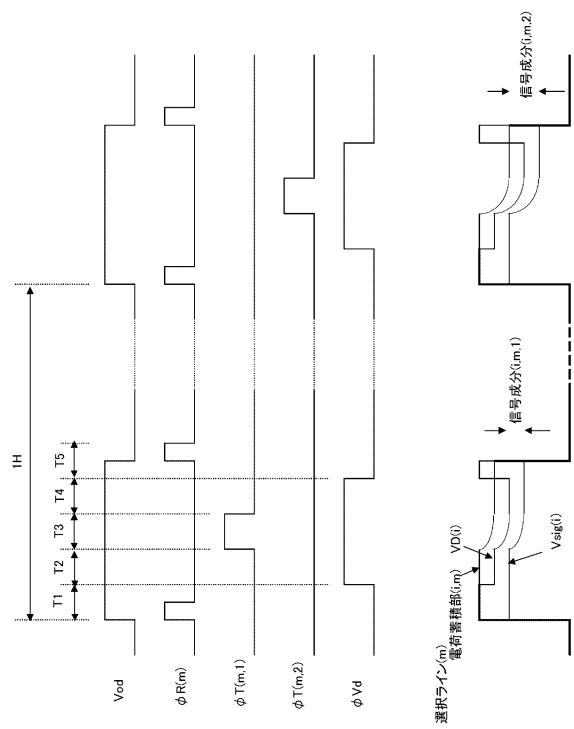 1H
T1 T2 T3 T4 T5
Vod
φR(m)
φT(m,1)
φT(m,2)
φVd
選択ライン(m)
電荷蓄積部(i,m)
VD(i)
Vsig(i)
信号成分(i,m,1)
信号成分(i,m,2)